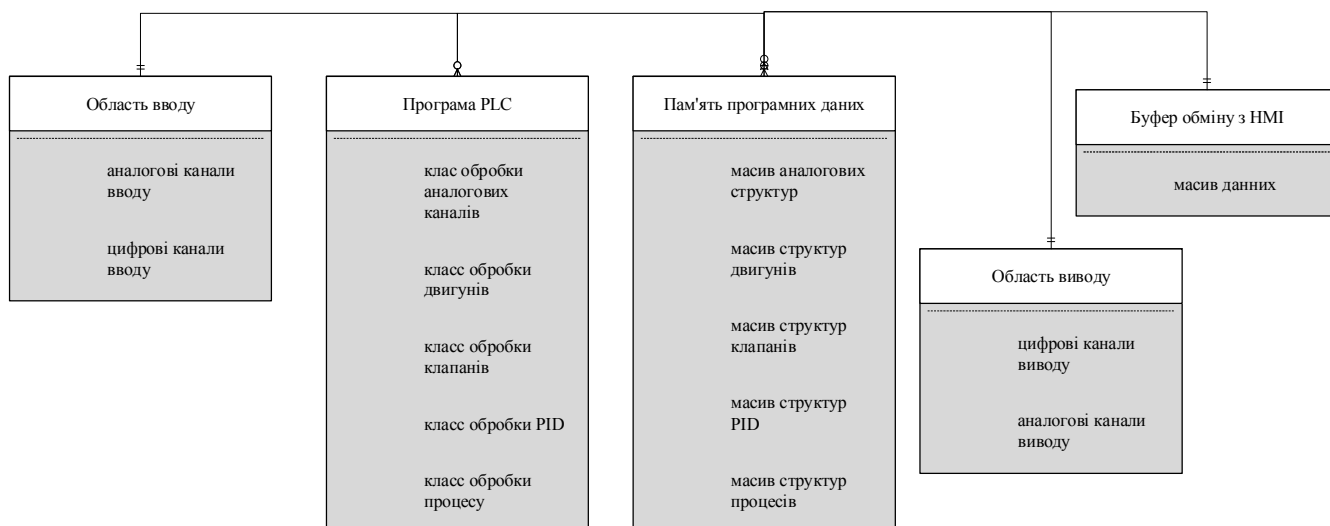 Область вводу
аналогові канали
вводу
цифрові канали
вводу
Програма PLC
клас обробки
аналогових
каналів
класс обробки
двигунів
класс обробки
клапанів
класс обробки PID
класс обробки
процесу
Пам'ять програмних даних
масив аналогових
структур
масив структур
двигунів
масив структур
клапанів
масив структур
PID
масив структур
процесів
Область виводу
цифрові канали
виводу
аналогові канали
виводу
Буфер обміну з HMI
масив данних